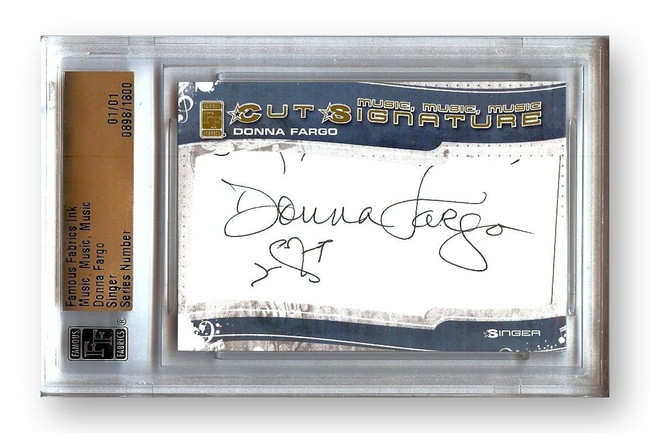 01/01
0898/1800
Famous Fabrics Ink
Music, Music, Music
Donna Fargo
Singer
Series Number
FAMOUS FF FABRICS ®
MUSIC, MUSIC, MUSIC
CUT SIGNATURE
DONNA FARGO
Donna Fargo
SINGER